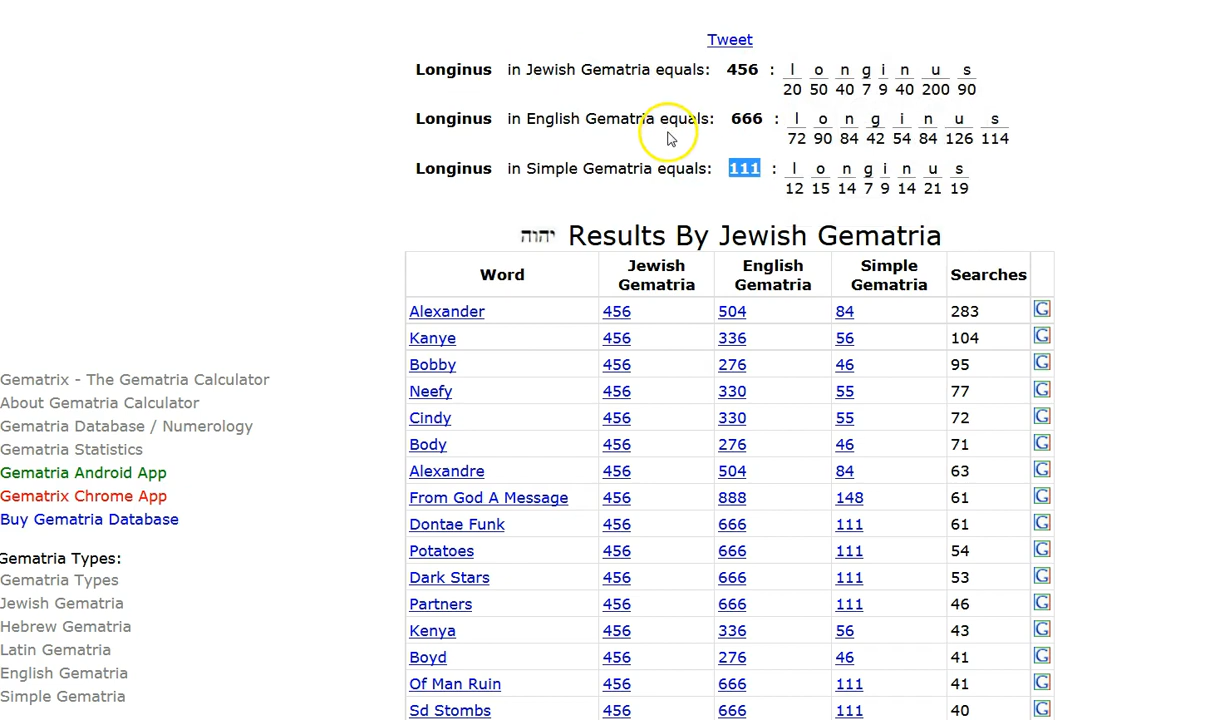 Tweet
Longinus in Jewish Gematria equals: 456 : l o n g i n u s
20 50 40 7 9 40 200 90
Longinus in English Gematria equals: 666 : l o n g i n u s
72 90 84 42 54 84 126 114
Longinus in Simple Gematria equals: 111 : l o n g i n u s
12 15 14 7 9 14 21 19
יהוה Results By Jewish Gematria
Word Jewish Gematria English Gematria Simple Gematria Searches
Alexander 456 504 84 283 G
Kanye 456 336 56 104 G
Bobby 456 276 46 95 G
Neefy 456 330 55 77 G
Cindy 456 330 55 72 G
Body 456 276 46 71 G
Alexandre 456 504 84 63 G
From God A Message 456 888 148 61 G
Dontae Funk 456 666 111 61 G
Potatoes 456 666 111 54 G
Dark Stars 456 666 111 53 G
Partners 456 666 111 46 G
Kenya 456 336 56 43 G
Boyd 456 276 46 41 G
Of Man Ruin 456 666 111 41 G
Sd Stombs 456 666 111 40 G
Gematrix - The Gematria Calculator
About Gematria Calculator
Gematria Database / Numerology
Gematria Statistics
Gematria Android App
Gematrix Chrome App
Buy Gematria Database
Gematria Types:
Gematria Types
Jewish Gematria
Hebrew Gematria
Latin Gematria
English Gematria
Simple Gematria